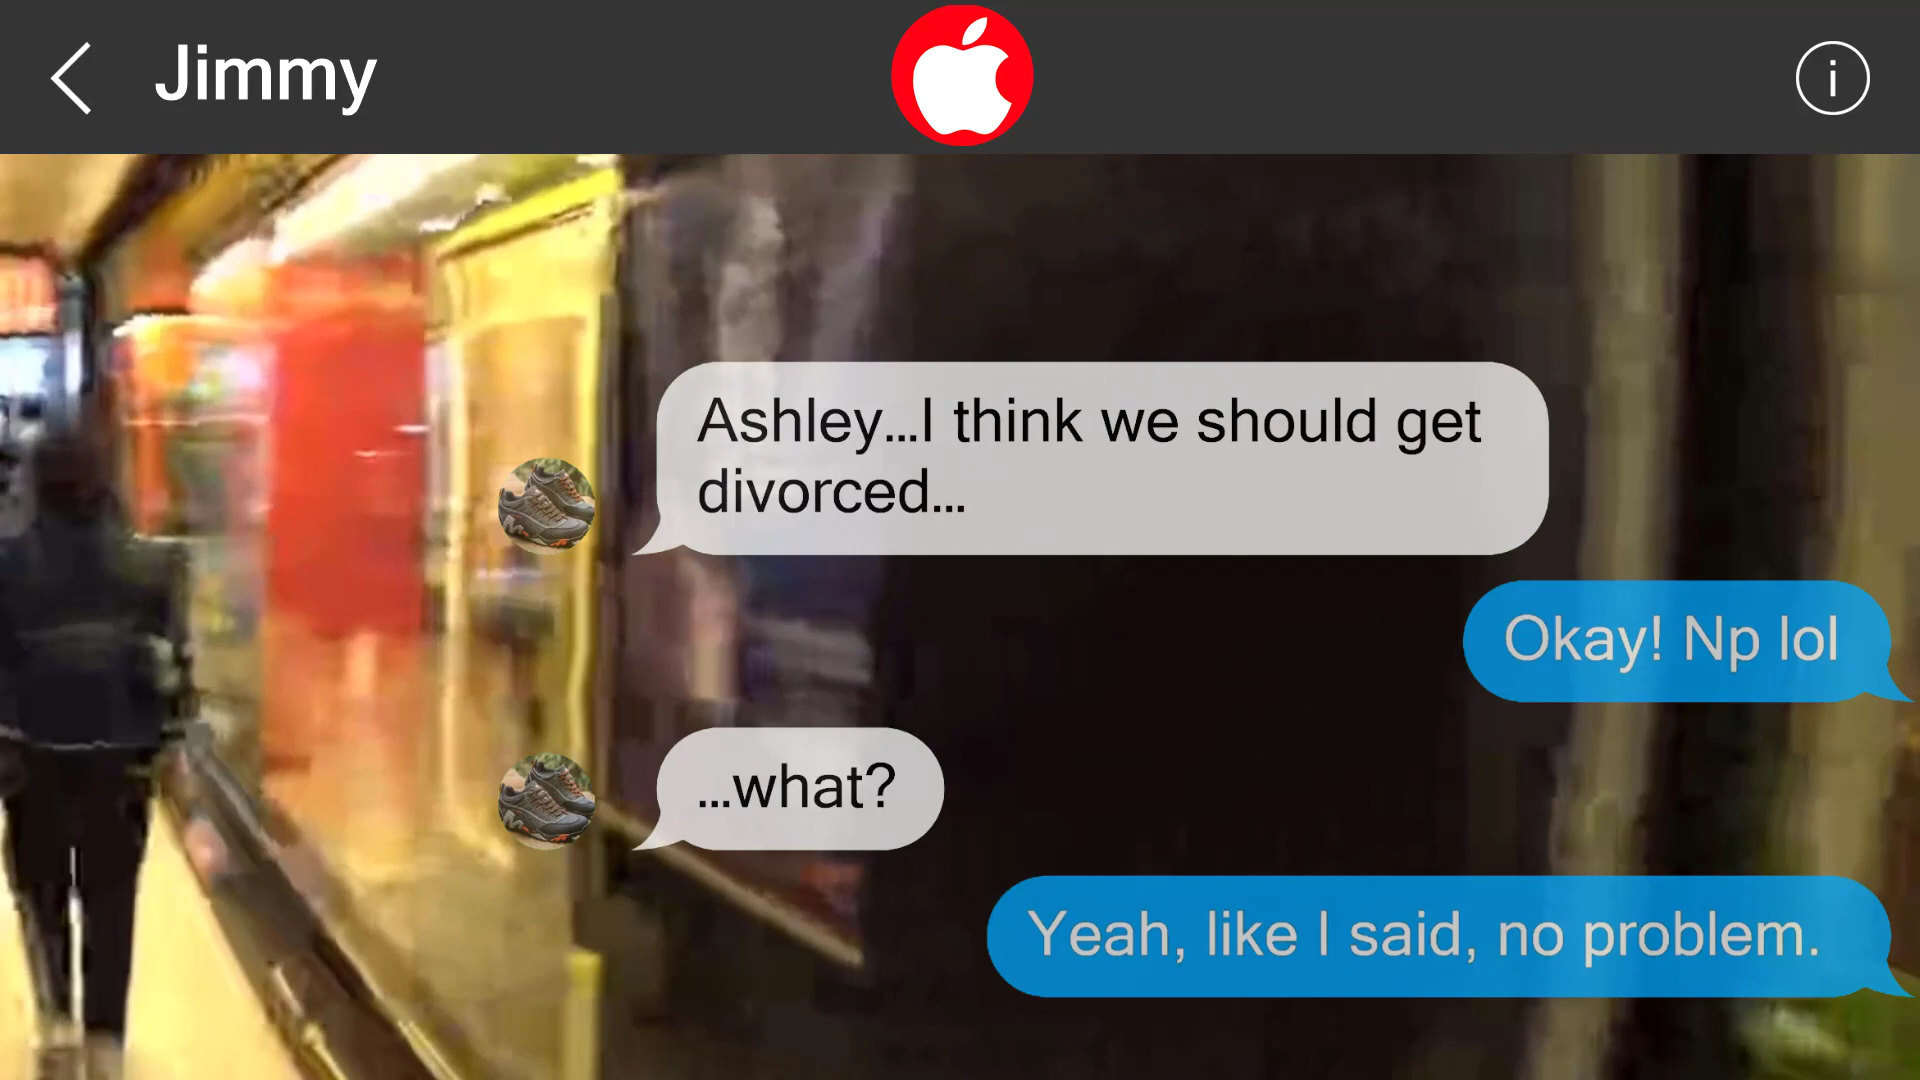 Jimmy
i
Ashley...I think we should get
divorced...
Okay! Np lol
...what?
Yeah, like I said, no problem.